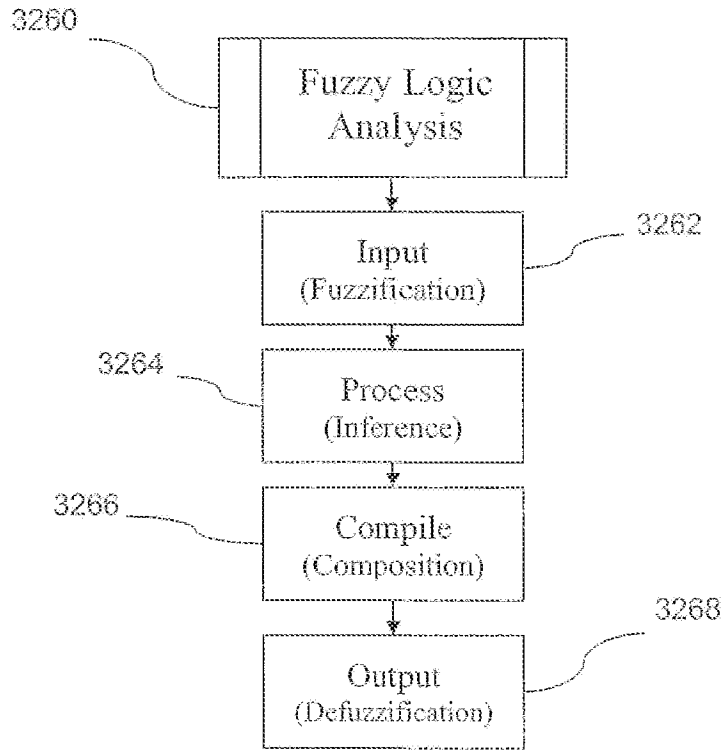 3260
Fuzzy Logic
Analysis
3262
Input
(Fuzzification)
3264
Process
(Inference)
3266
Compile
(Composition)
3268
Output
(Defuzzification)